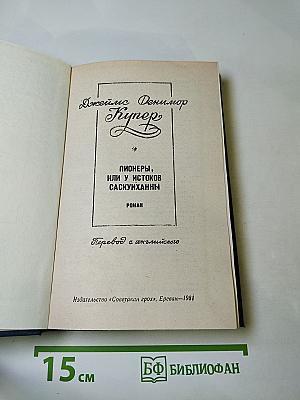 Джеймс Фенимор
Купер
*
ПИОНЕРЫ,
ИЛИ У ИСТОКОВ
САСКУИХАННЫ
РОМАН
Перевод с английского
Издательство «Советакан грох», Ереван—1981
15 см
БФ БИБЛИОФАН